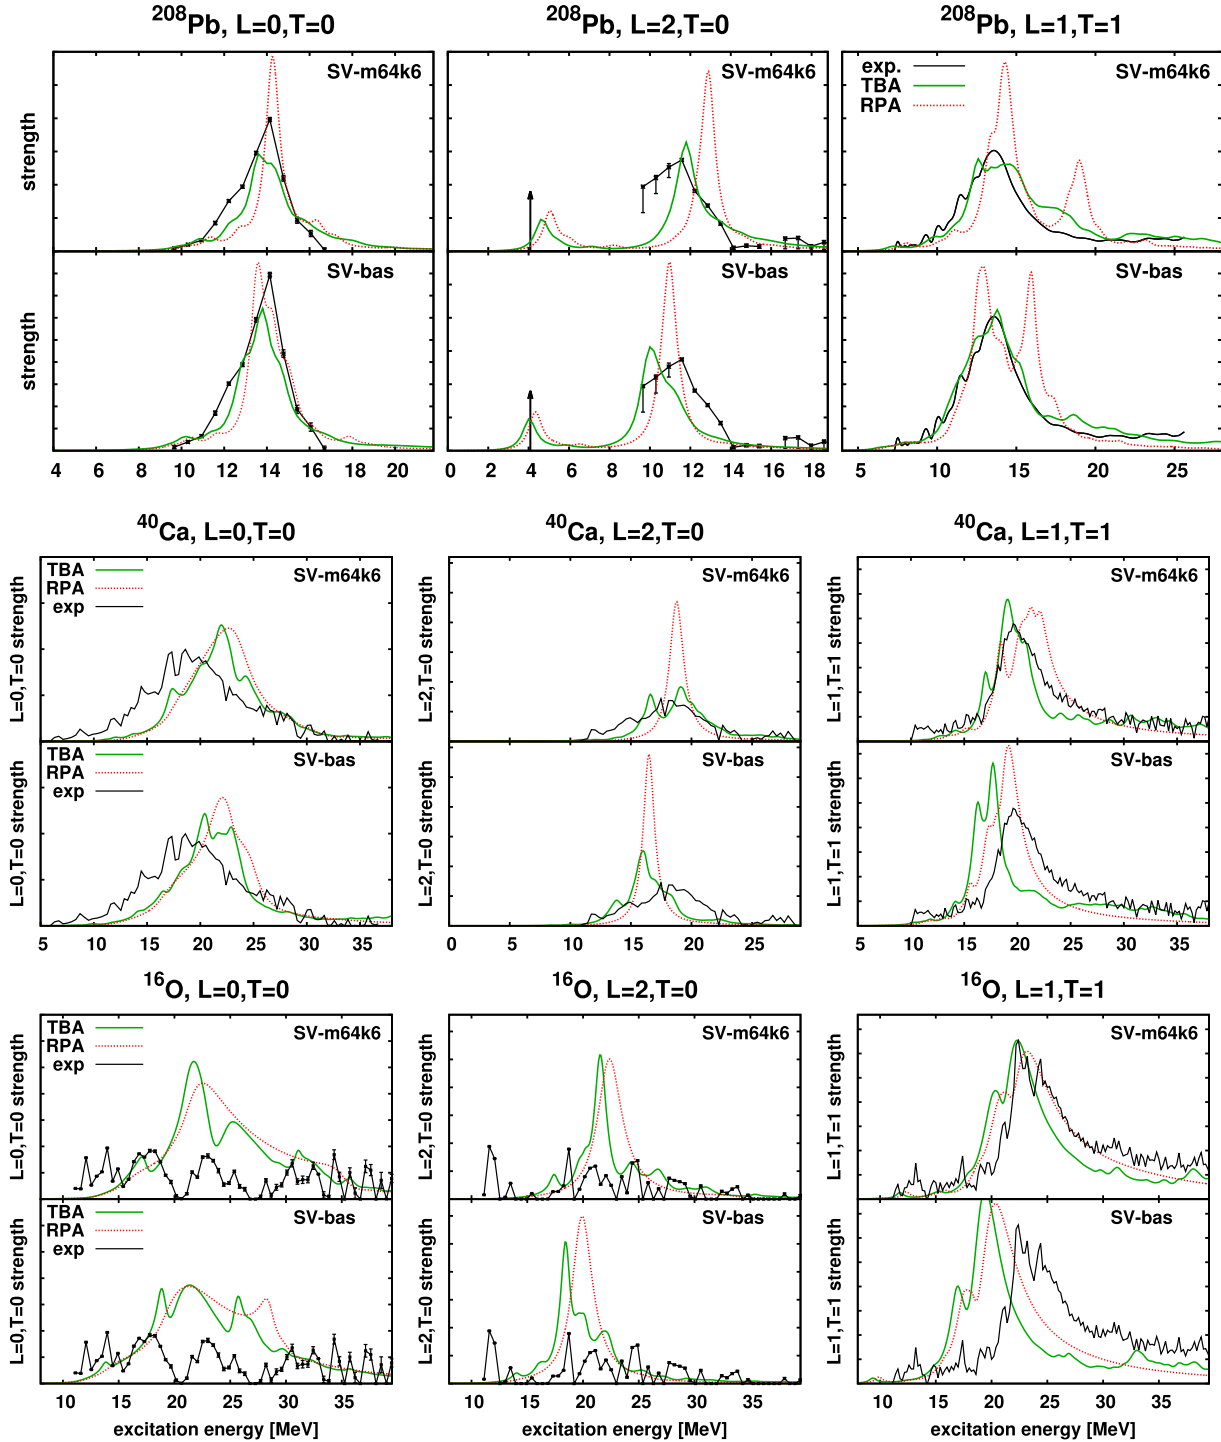 ²⁰⁸Pb, L=0,T=0
²⁰⁸Pb, L=2,T=0
²⁰⁸Pb, L=1,T=1
strength
SV-m64k6
SV-m64k6
exp.
TBA
RPA
SV-m64k6
strength
SV-bas
SV-bas
SV-bas
4 6 8 10 12 14 16 18 20
0 2 4 6 8 10 12 14 16 18
5 10 15 20 25
⁴⁰Ca, L=0,T=0
⁴⁰Ca, L=2,T=0
⁴⁰Ca, L=1,T=1
L=0,T=0 strength
TBA
RPA
exp
SV-m64k6
L=2,T=0 strength
SV-m64k6
L=1,T=1 strength
SV-m64k6
L=0,T=0 strength
TBA
RPA
exp
SV-bas
L=2,T=0 strength
SV-bas
L=1,T=1 strength
SV-bas
5 10 15 20 25 30 35
0 5 10 15 20 25
5 10 15 20 25 30 35
¹⁶O, L=0,T=0
¹⁶O, L=2,T=0
¹⁶O, L=1,T=1
L=0,T=0 strength
TBA
RPA
exp
SV-m64k6
L=2,T=0 strength
SV-m64k6
L=1,T=1 strength
SV-m64k6
L=0,T=0 strength
TBA
RPA
exp
SV-bas
L=2,T=0 strength
SV-bas
L=1,T=1 strength
SV-bas
10 15 20 25 30 35
10 15 20 25 30 35
10 15 20 25 30 35
excitation energy [MeV]
excitation energy [MeV]
excitation energy [MeV]